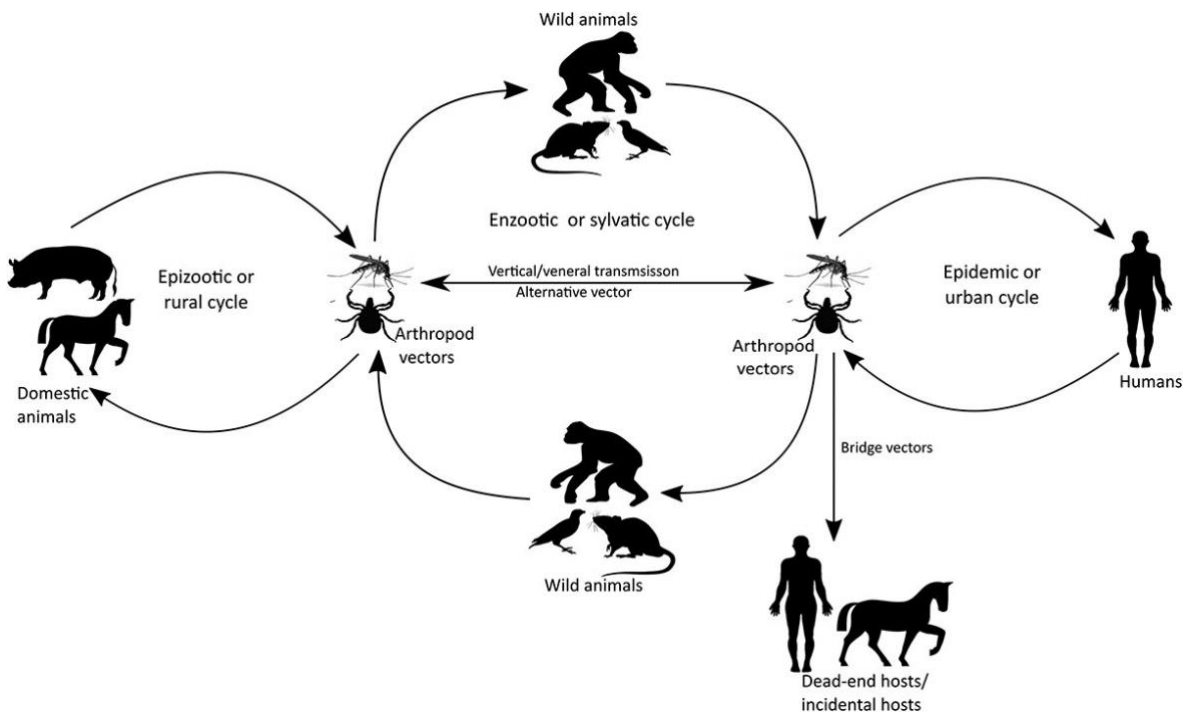 Wild animals
Enzootic or sylvatic cycle
Epizootic or
rural cycle
Vertical/veneral transmisson
Alternative vector
Epidemic or
urban cycle
Arthropod
vectors
Arthropod
vectors
Domestic
animals
Humans
Bridge vectors
Wild animals
Dead-end hosts/
incidental hosts